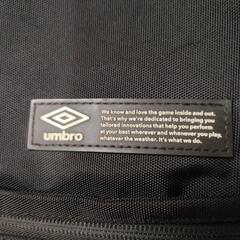 We know and love the game inside and out.
That's why we're dedicated to bringing you
tailored innovations that help you perform
at your best wherever and whenever you play,
whatever the weather. It's what we do.
umbro